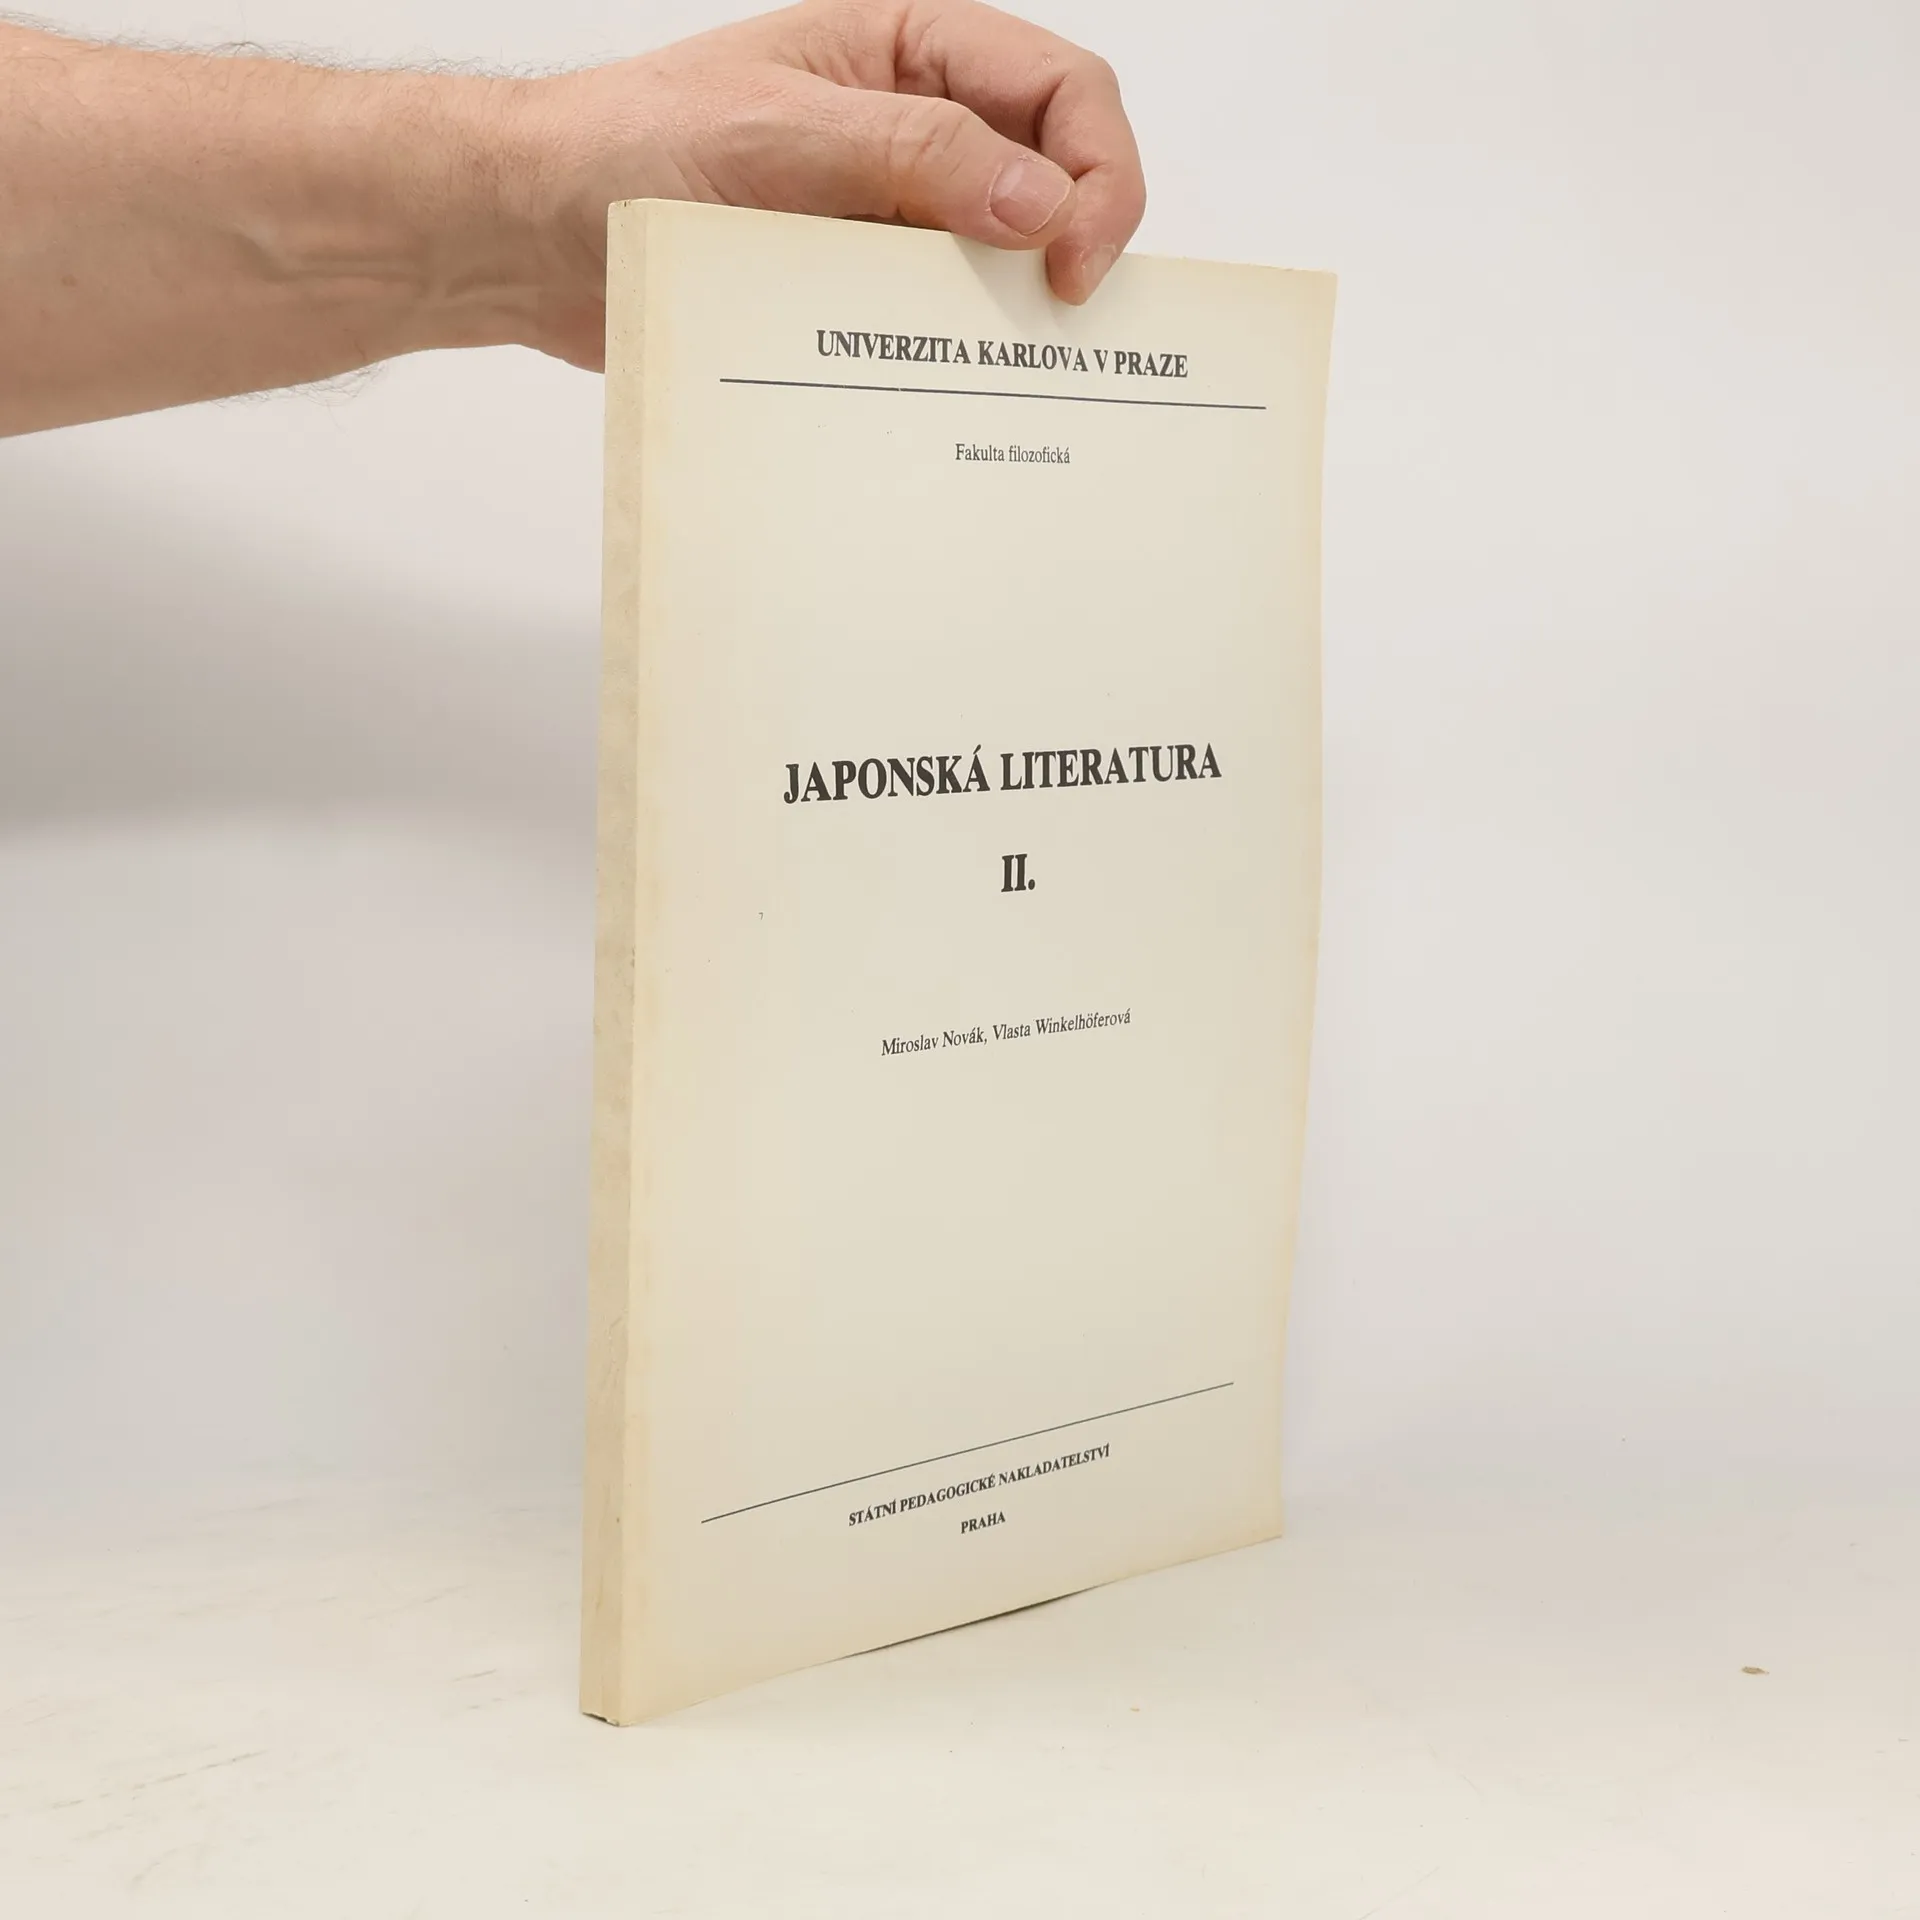 UNIVERZITA KARLOVA V PRAZE
Fakulta filozofická
JAPONSKÁ LITERATURA
II.
Miroslav Novák, Vlasta Winkelhöferová
STÁTNÍ PEDAGOGICKÉ NAKLADATELSTVÍ
PRAHA